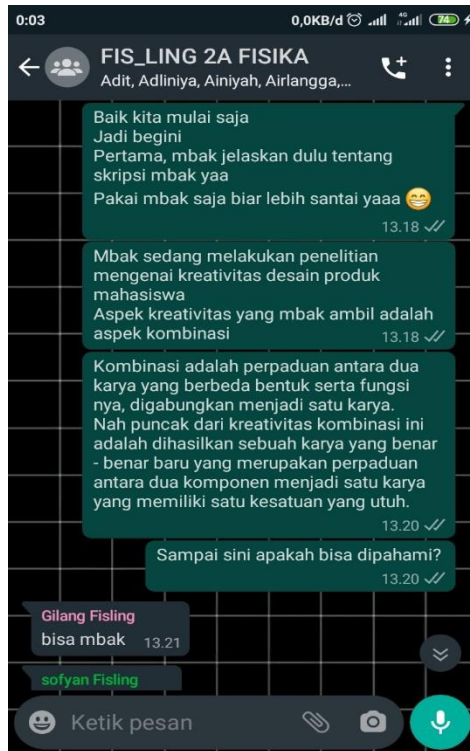 0:03
0,0KB/d 4G 74
FIS_LING 2A FISIKA
Adit, Adliniya, Ainiyah, Airlangga,...
Baik kita mulai saja
Jadi begini
Pertama, mbak jelaskan dulu tentang
skripsi mbak yaa
Pakai mbak saja biar lebih santai yaaa 😁
13.18
Mbak sedang melakukan penelitian
mengenai kreativitas desain produk
mahasiswa
Aspek kreativitas yang mbak ambil adalah
aspek kombinasi
13.18
Kombinasi adalah perpaduan antara dua
karya yang berbeda bentuk serta fungsi
nya, digabungkan menjadi satu karya.
Nah puncak dari kreativitas kombinasi ini
adalah dihasilkan sebuah karya yang benar
- benar baru yang merupakan perpaduan
antara dua komponen menjadi satu karya
yang memiliki satu kesatuan yang utuh.
13.20
Sampai sini apakah bisa dipahami?
13.20
Gilang Fisling
bisa mbak 13.21
sofyan Fisling
Ketik pesan